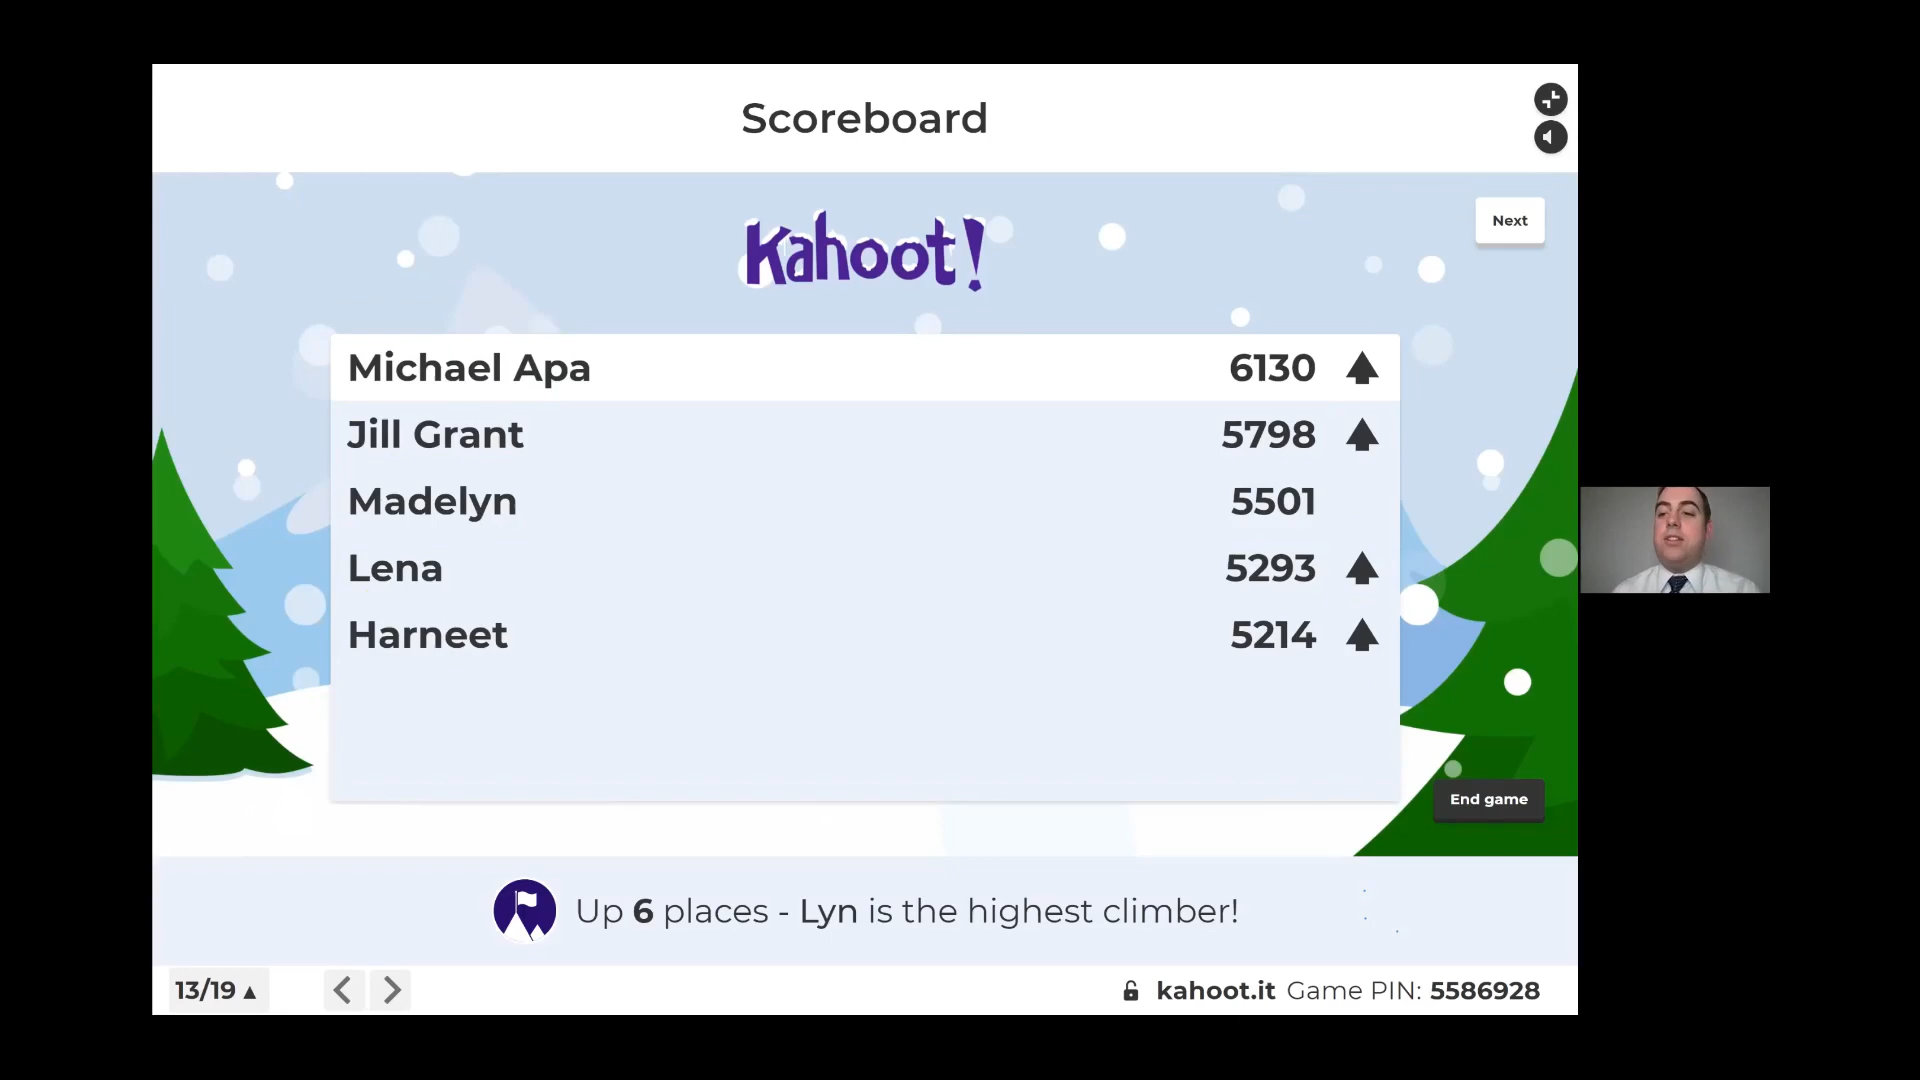 Scoreboard
Next
Kahoot!
Michael Apa 6130
Jill Grant 5798
Madelyn 5501
Lena 5293
Harneet 5214
End game
Up 6 places - Lyn is the highest climber!
13/19 ▲
kahoot.it Game PIN: 5586928